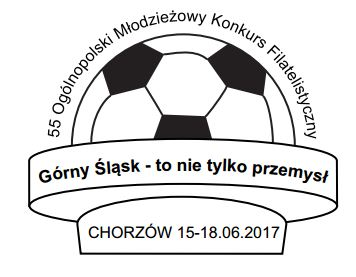 55 Ogólnopolski Młodzieżowy Konkurs Filatelistyczny
Górny Śląsk - to nie tylko przemysł
CHORZÓW 15-18.06.2017